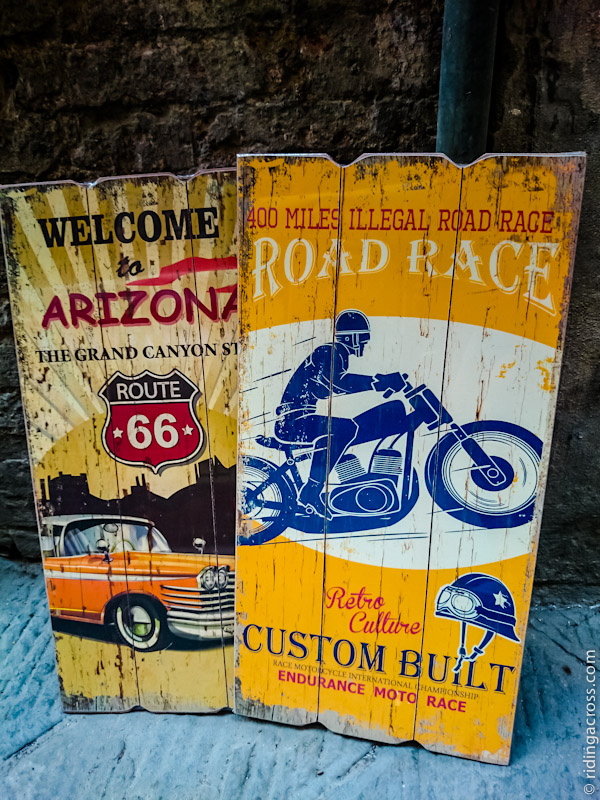 WELCOME
to
ARIZONA
THE GRAND CANYON ST
ROUTE
66
400 MILES ILLEGAL ROAD RACE
ROAD RACE
Retro
Culture
CUSTOM BUILT
RACE MOTORCYCLE INTERNATIONAL CHAMPIONSHIP
ENDURANCE MOTO RACE
© ridingacross.com